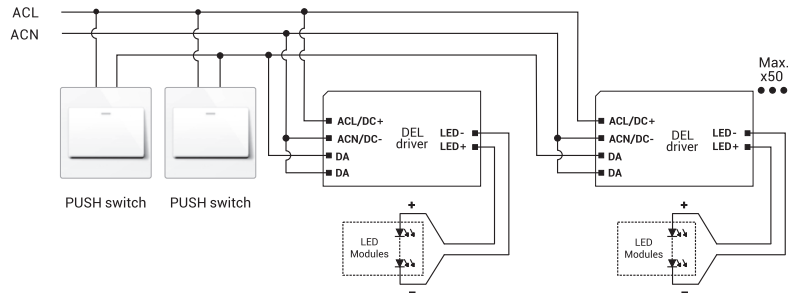 ACL
ACN
Max.
x50
PUSH switch
PUSH switch
ACL/DC+
ACN/DC-
DA
DA
DEL
driver
LED-
LED+
ACL/DC+
ACN/DC-
DA
DA
DEL
driver
LED-
LED+
+
LED
Modules
–
+
LED
Modules
–